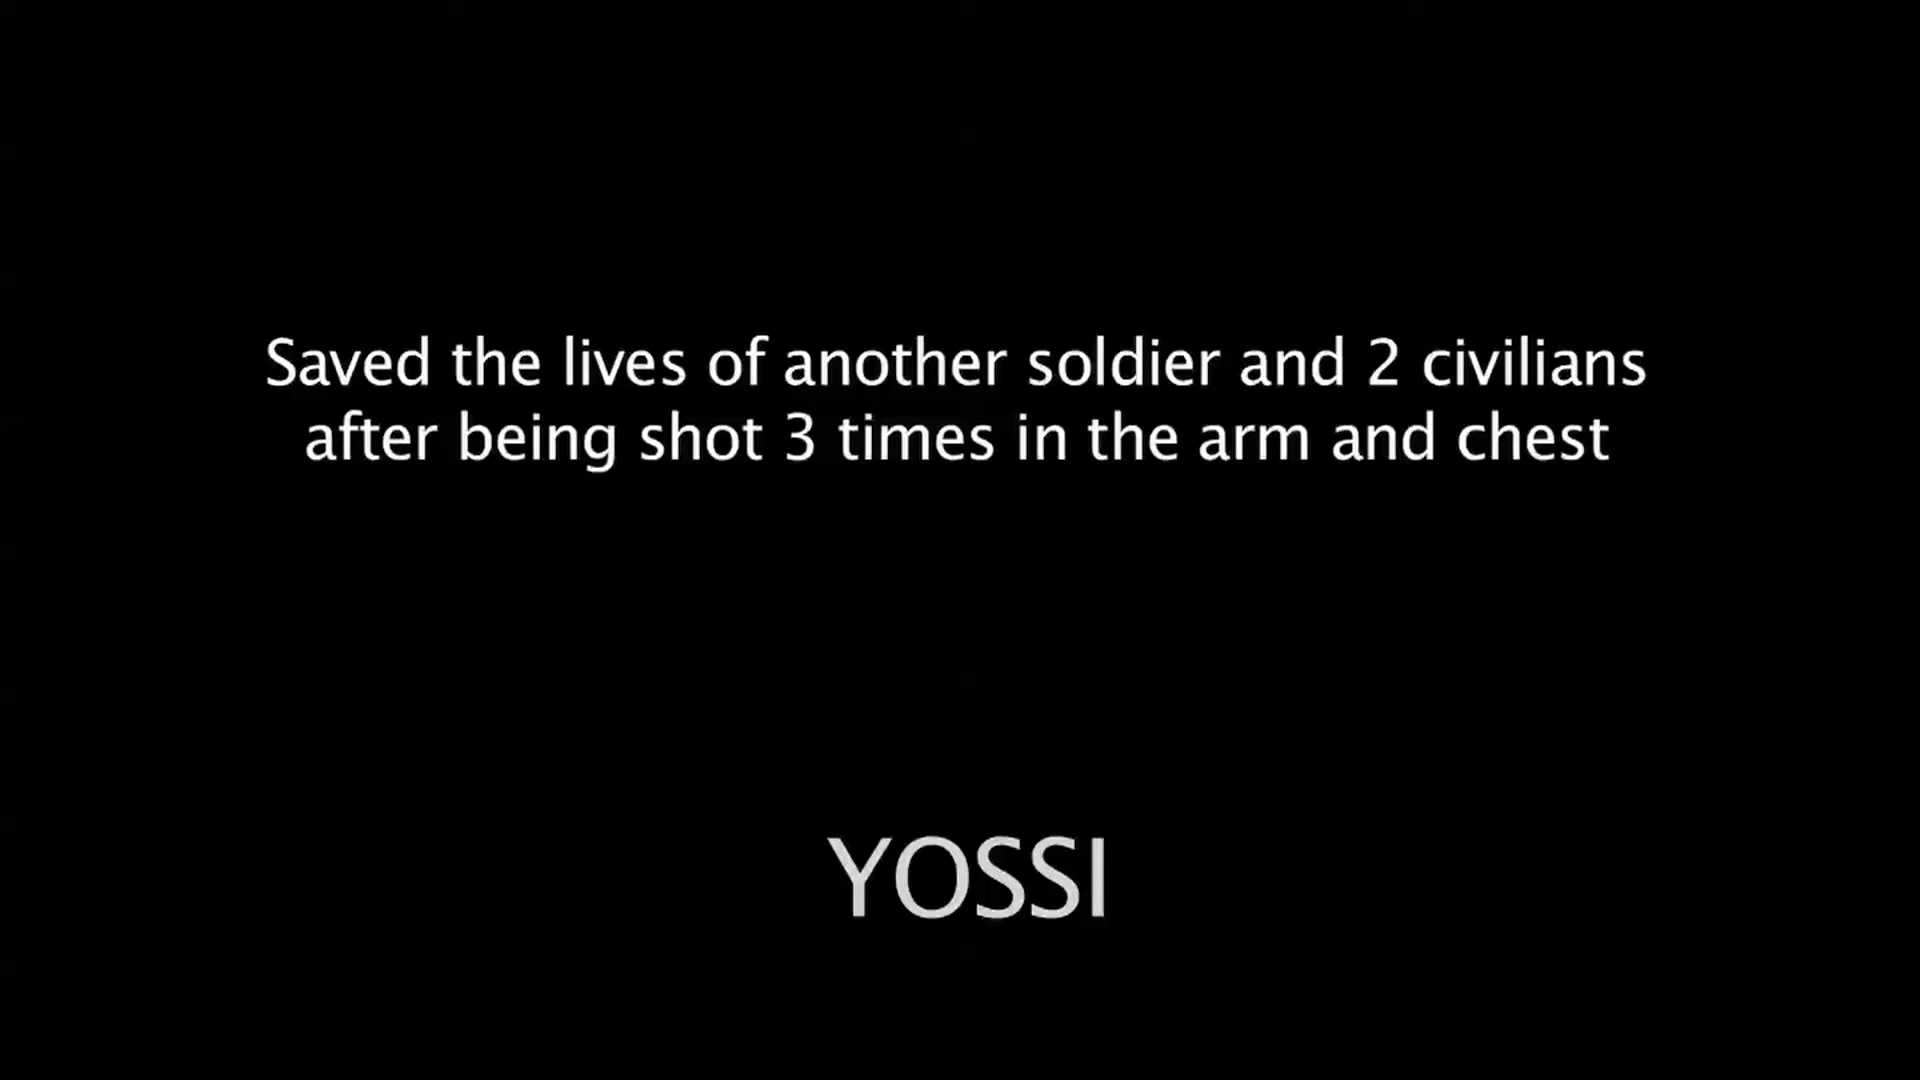 Saved the lives of another soldier and 2 civilians
after being shot 3 times in the arm and chest
YOSSI